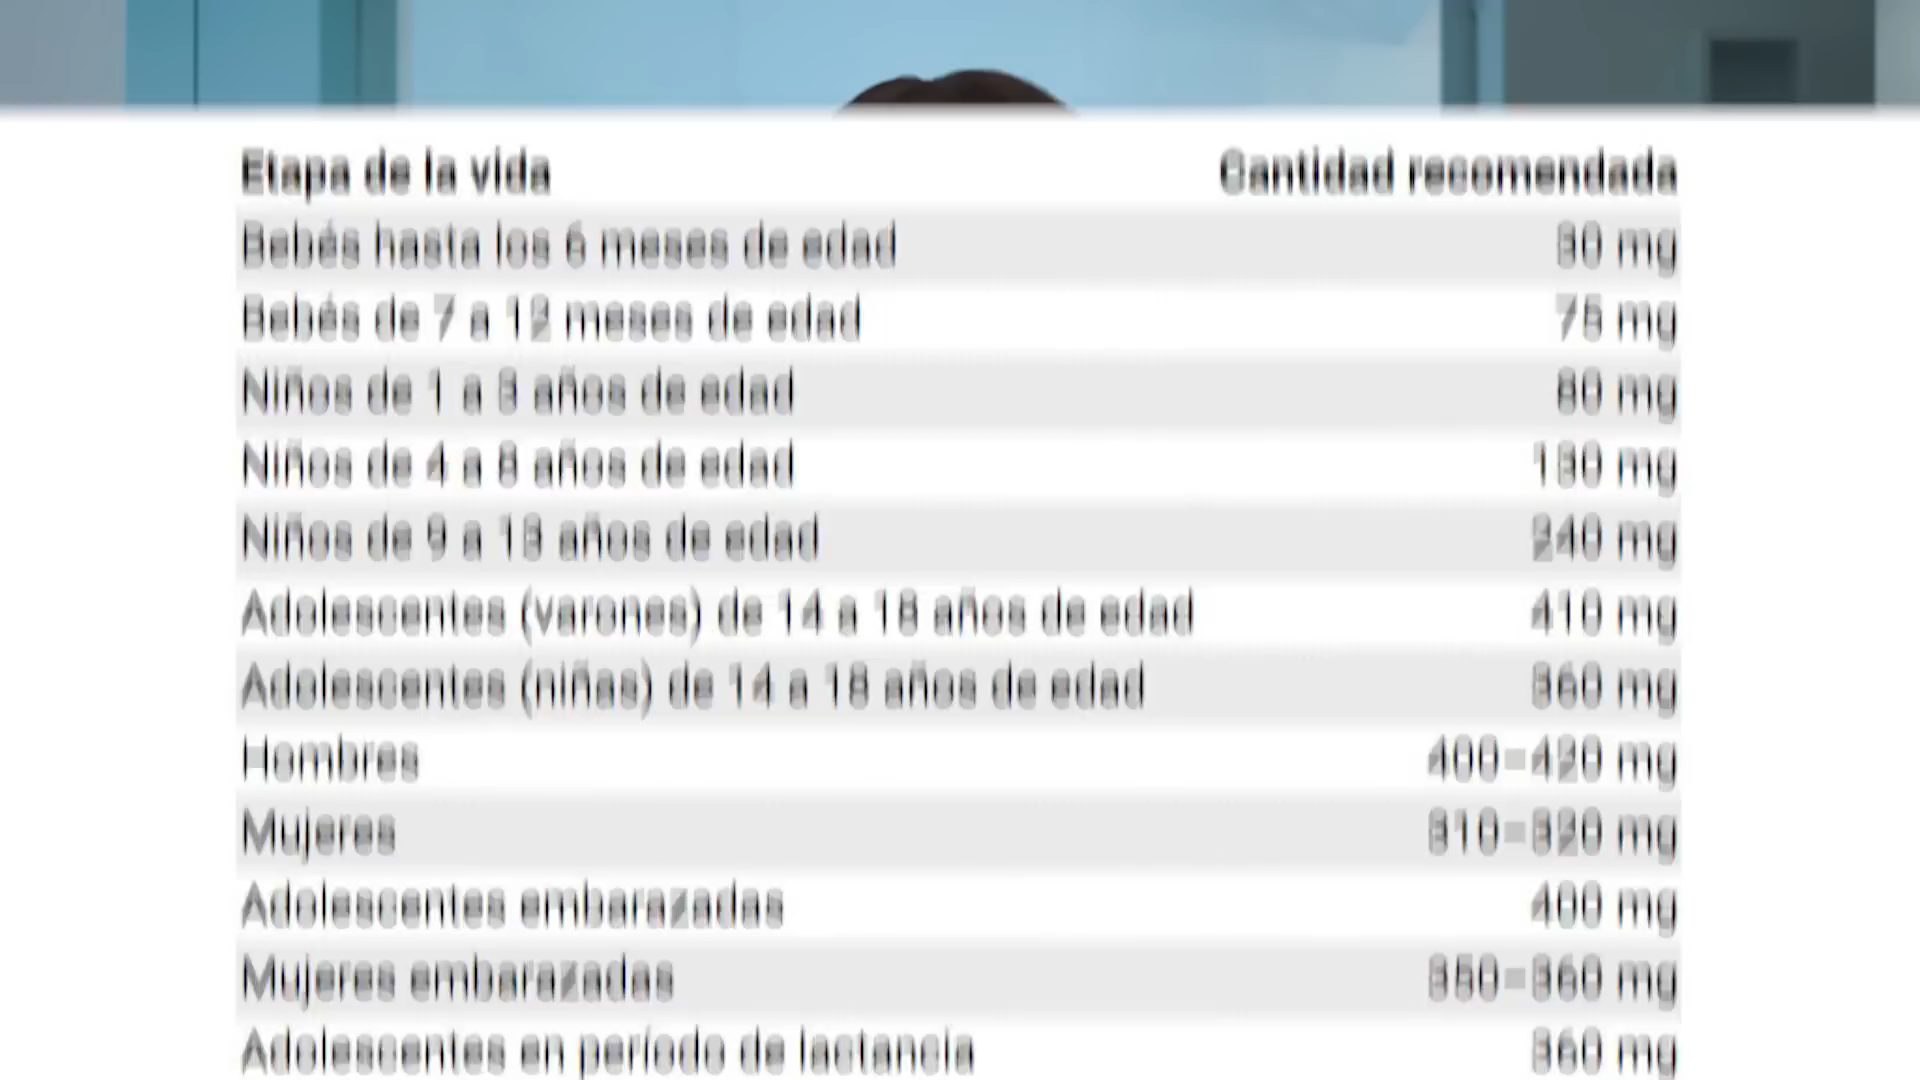 Etapa de la vida Cantidad recomendada
Bebés hasta los 6 meses de edad 30 mg
Bebés de 7 a 12 meses de edad 75 mg
Niños de 1 a 3 años de edad 80 mg
Niños de 4 a 8 años de edad 130 mg
Niños de 9 a 13 años de edad 240 mg
Adolescentes (varones) de 14 a 18 años de edad 410 mg
Adolescentes (niñas) de 14 a 18 años de edad 360 mg
Hombres 400–420 mg
Mujeres 310–320 mg
Adolescentes embarazadas 400 mg
Mujeres embarazadas 350–360 mg
Adolescentes en período de lactancia 360 mg